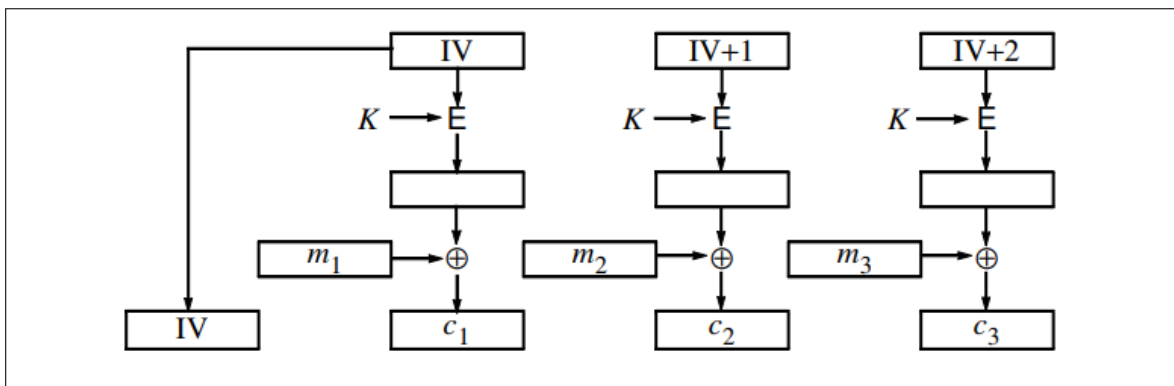 IV IV+1 IV+2
K E K E K E
m1 ⊕ m2 ⊕ m3 ⊕
IV c1 c2 c3